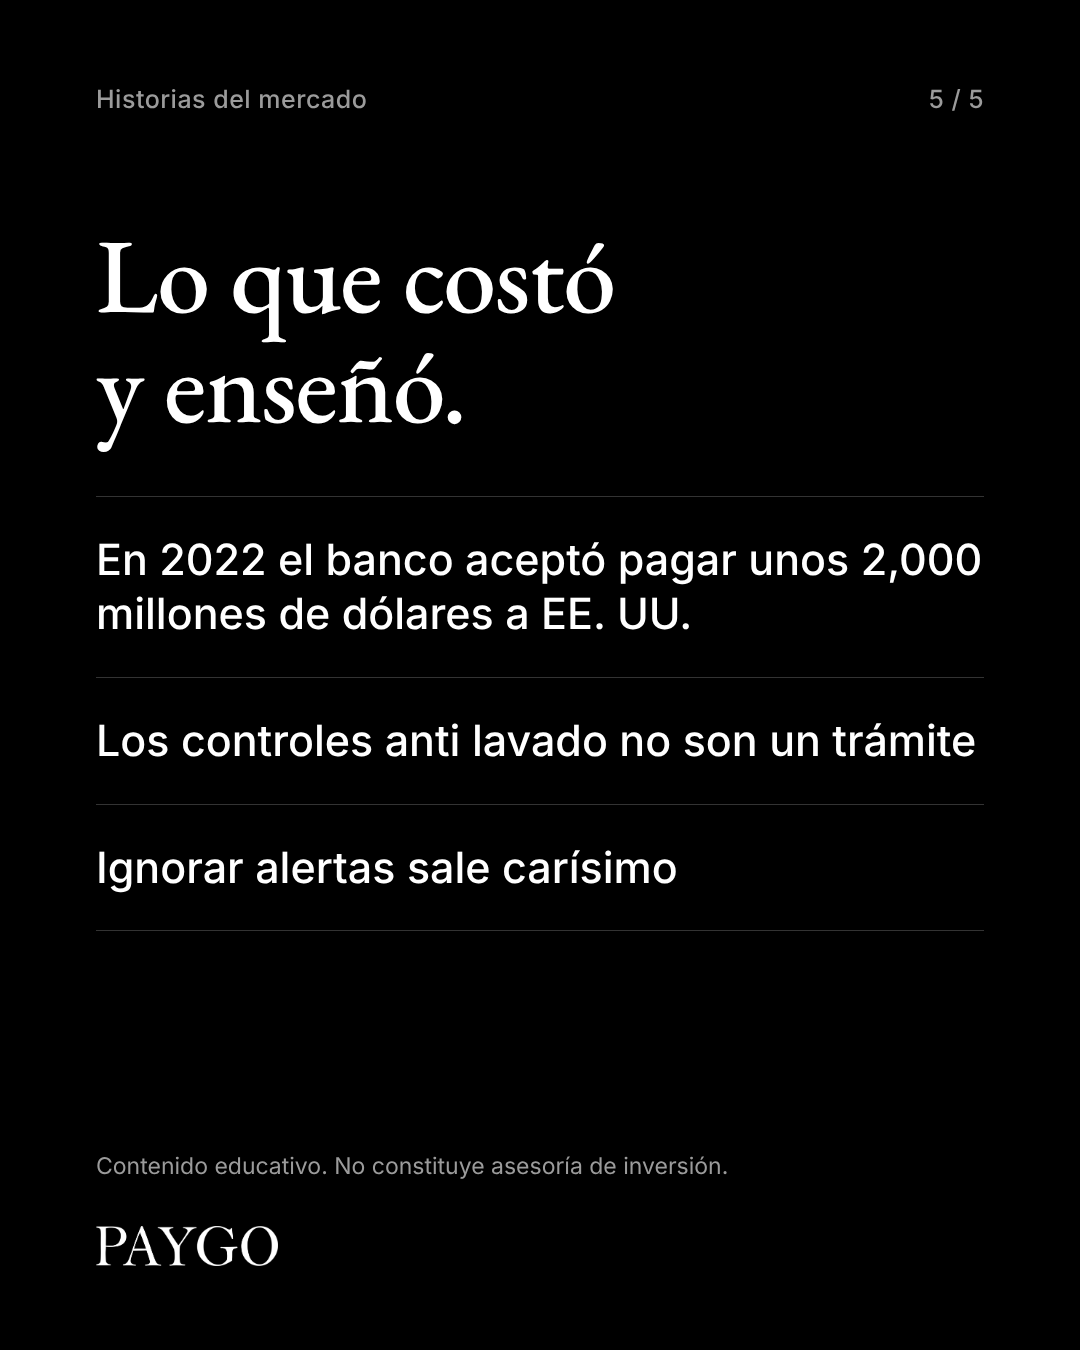 Historias del mercado
5 / 5
Lo que costó
y enseñó.
En 2022 el banco aceptó pagar unos 2,000
millones de dólares a EE. UU.
Los controles anti lavado no son un trámite
Ignorar alertas sale carísimo
Contenido educativo. No constituye asesoría de inversión.
PAYGO